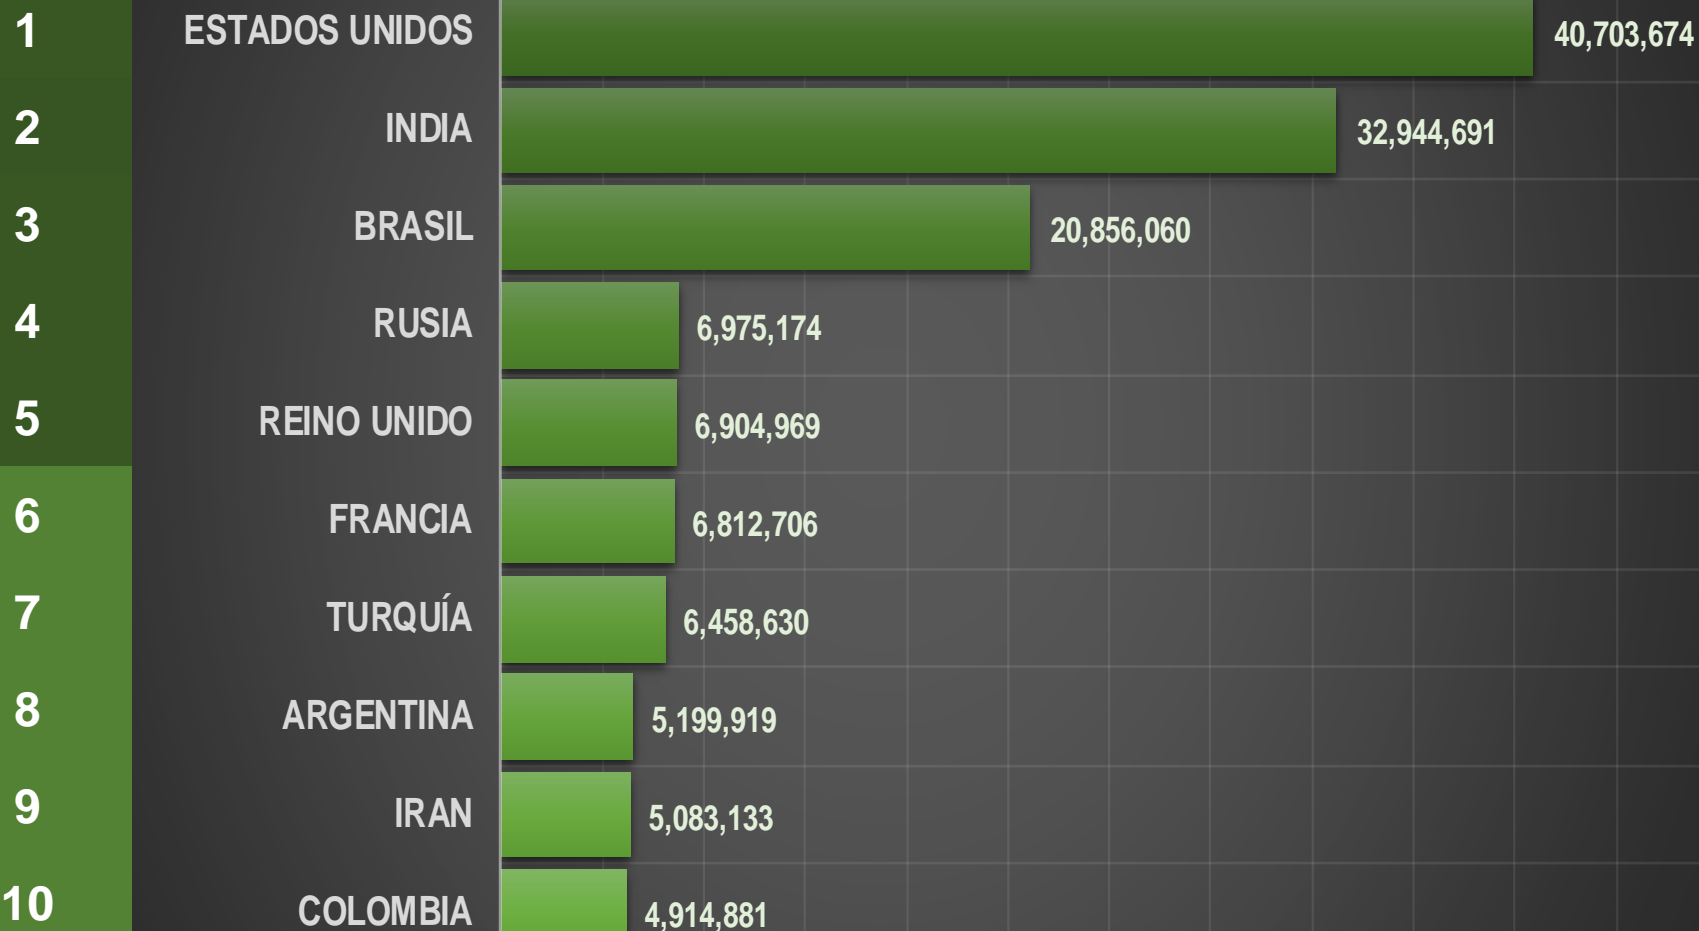 1 ESTADOS UNIDOS 40,703,674
2 INDIA 32,944,691
3 BRASIL 20,856,060
4 RUSIA 6,975,174
5 REINO UNIDO 6,904,969
6 FRANCIA 6,812,706
7 TURQUÍA 6,458,630
8 ARGENTINA 5,199,919
9 IRAN 5,083,133
10 COLOMBIA 4,914,881